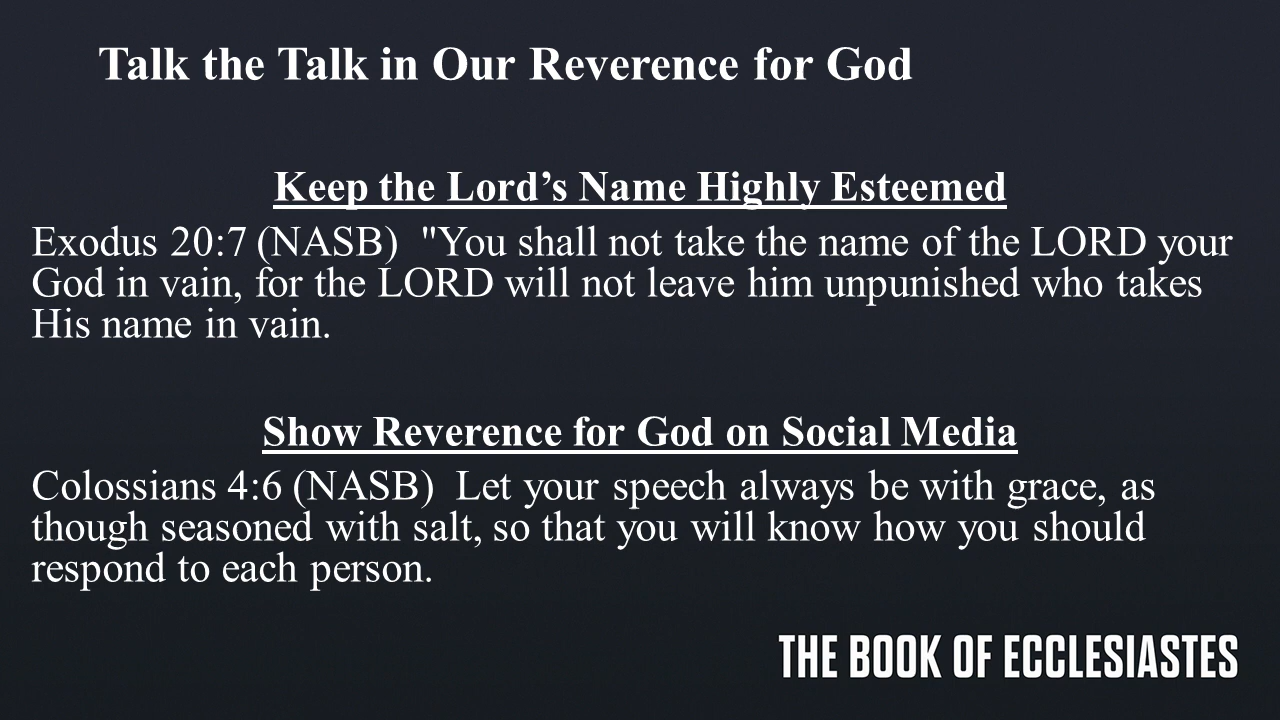 Talk the Talk in Our Reverence for God
Keep the Lord’s Name Highly Esteemed
Exodus 20:7 (NASB)  "You shall not take the name of the LORD your
God in vain, for the LORD will not leave him unpunished who takes
His name in vain.
Show Reverence for God on Social Media
Colossians 4:6 (NASB)  Let your speech always be with grace, as
though seasoned with salt, so that you will know how you should
respond to each person.
THE BOOK OF ECCLESIASTES